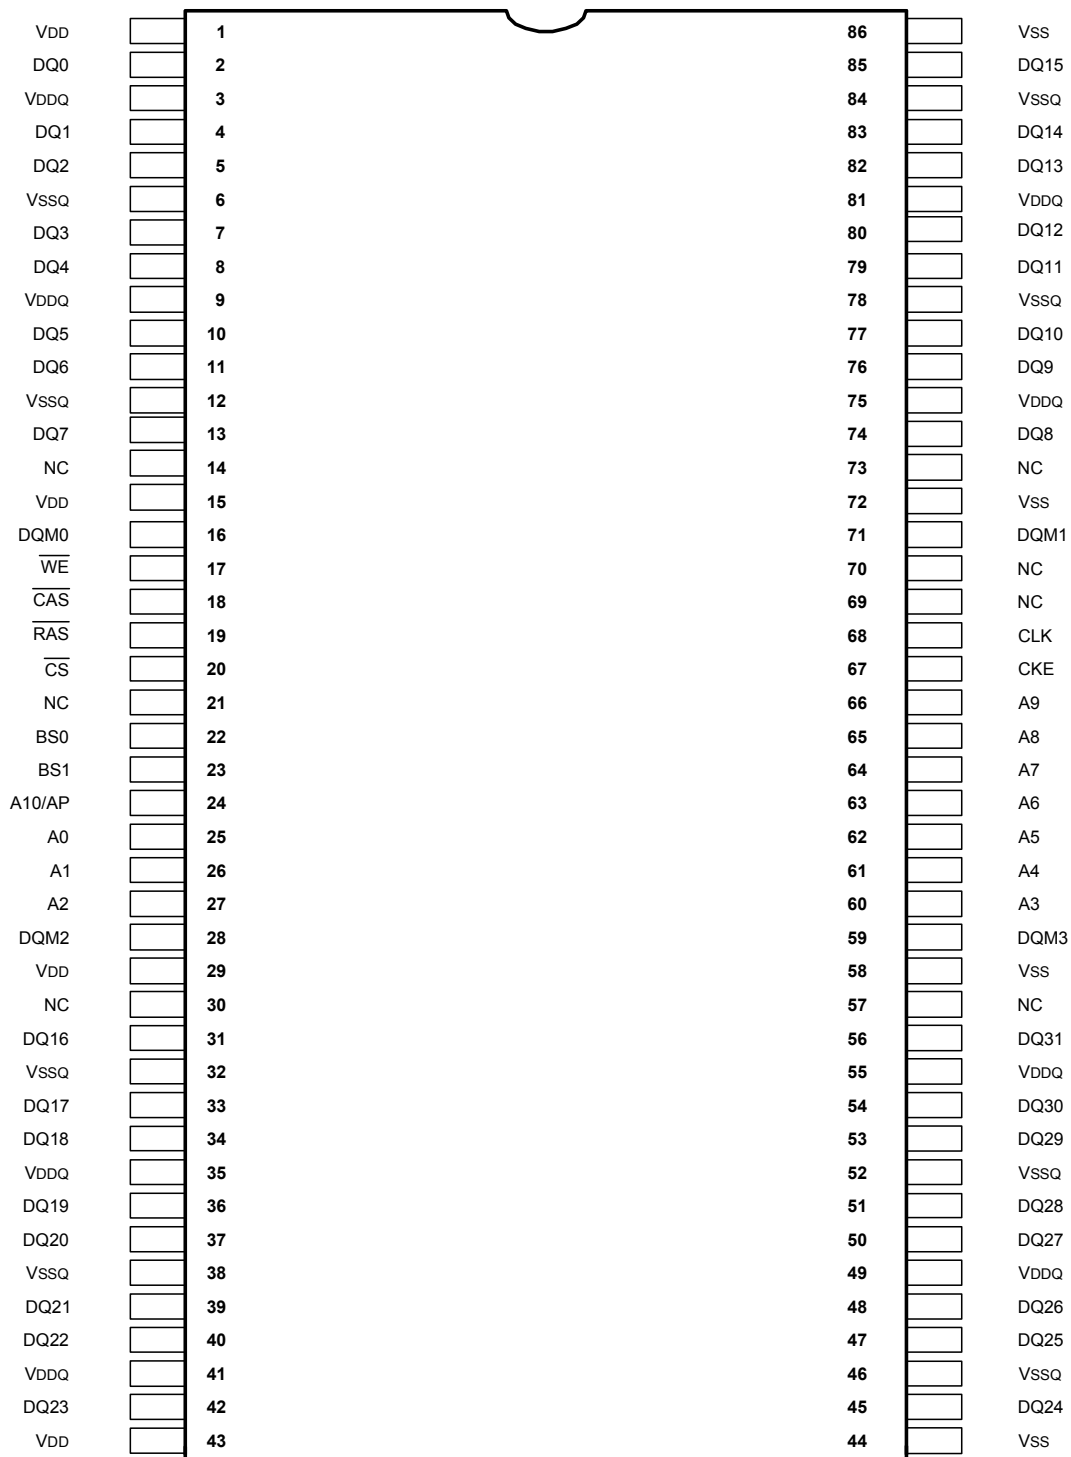 VDD 1 86 VSS
DQ0 2 85 DQ15
VDDQ 3 84 VSSQ
DQ1 4 83 DQ14
DQ2 5 82 DQ13
VSSQ 6 81 VDDQ
DQ3 7 80 DQ12
DQ4 8 79 DQ11
VDDQ 9 78 VSSQ
DQ5 10 77 DQ10
DQ6 11 76 DQ9
VSSQ 12 75 VDDQ
DQ7 13 74 DQ8
NC 14 73 NC
VDD 15 72 VSS
DQM0 16 71 DQM1
WE 17 70 NC
CAS 18 69 NC
RAS 19 68 CLK
CS 20 67 CKE
NC 21 66 A9
BS0 22 65 A8
BS1 23 64 A7
A10/AP 24 63 A6
A0 25 62 A5
A1 26 61 A4
A2 27 60 A3
DQM2 28 59 DQM3
VDD 29 58 VSS
NC 30 57 NC
DQ16 31 56 DQ31
VSSQ 32 55 VDDQ
DQ17 33 54 DQ30
DQ18 34 53 DQ29
VDDQ 35 52 VSSQ
DQ19 36 51 DQ28
DQ20 37 50 DQ27
VSSQ 38 49 VDDQ
DQ21 39 48 DQ26
DQ22 40 47 DQ25
VDDQ 41 46 VSSQ
DQ23 42 45 DQ24
VDD 43 44 VSS